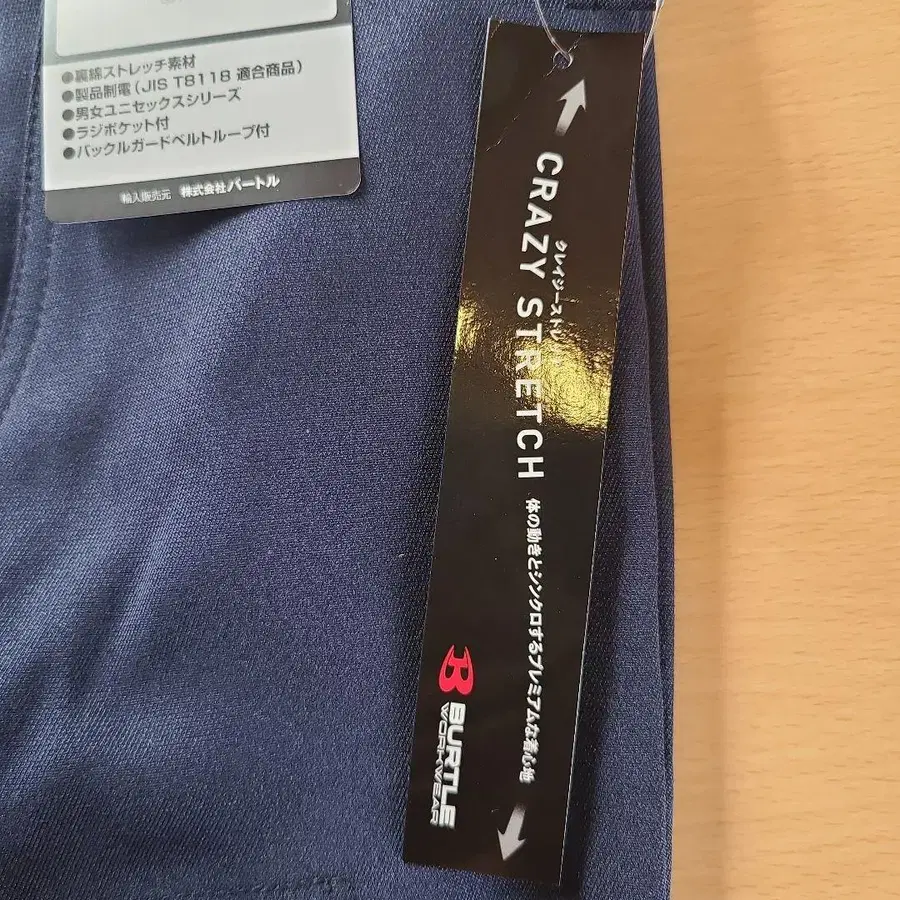 ●裏綿ストレッチ素材
●製品制電(JIS T8118 適合商品)
●男女ユニセックスシリーズ
●ラジポケット付
●バックルガードベルトループ付
輸入販売元 株式会社バートル
クレイジーストレッチ
CRAZY STRETCH
体の動きとシンクロするプレミアムな着心地
B
BURTLE
WORKWEAR